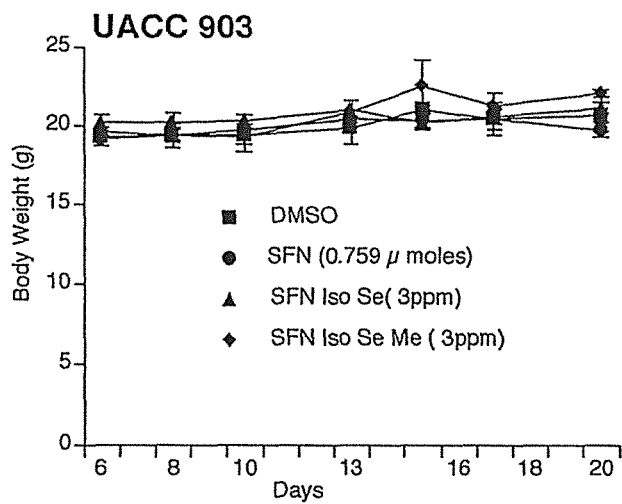 UACC 903
25
20
15
10
5
0
Body Weight (g)
DMSO
SFN (0.759 μ moles)
SFN Iso Se( 3ppm)
SFN Iso Se Me ( 3ppm)
6 8 10 13 16 18 20
Days